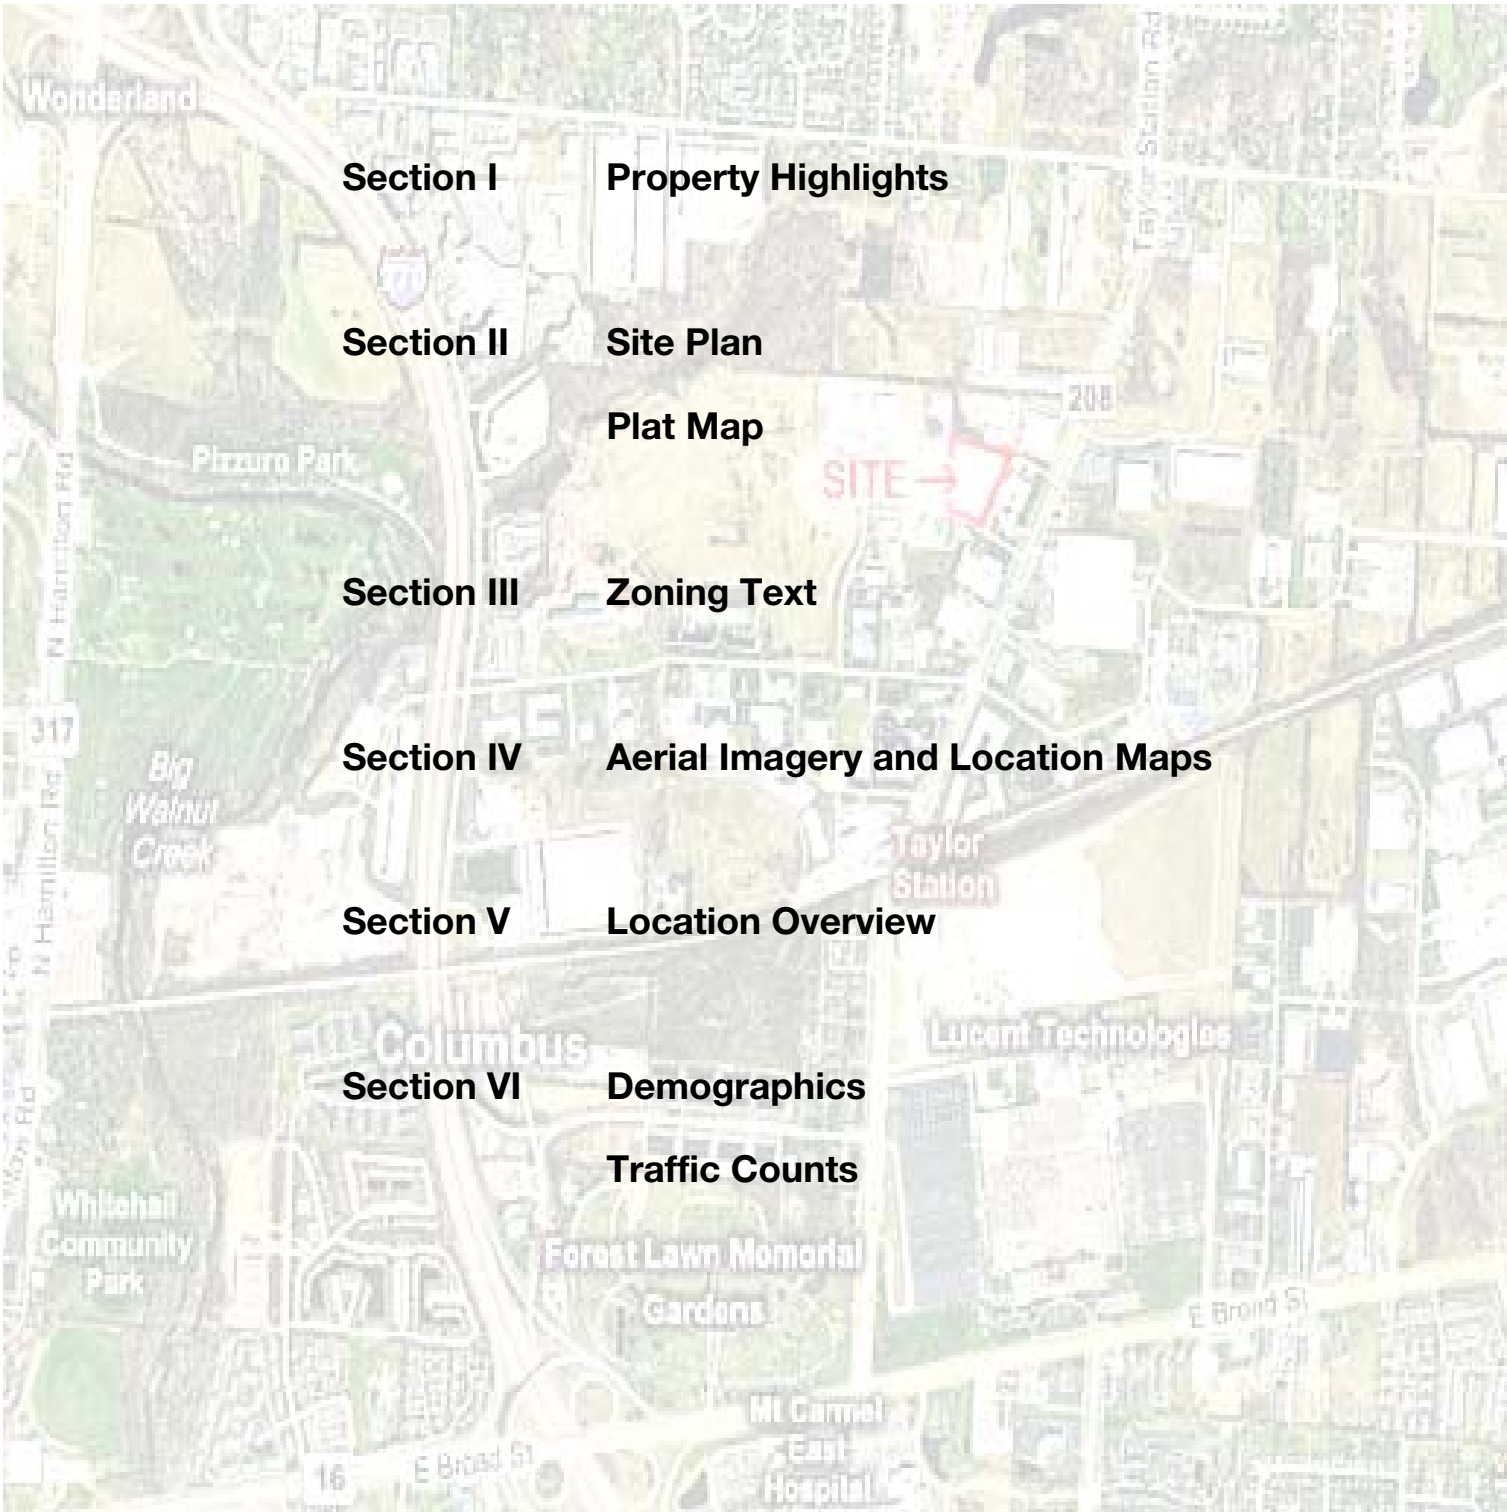 Wonderland
Taylor Station Rd
Section I Property Highlights
Section II Site Plan
208
Plat Map
Pizzuro Park
SITE
N Hamilton Rd
Section III Zoning Text
317
Section IV Aerial Imagery and Location Maps
Big
Walnut
Creek
N Hamilton Rd
Taylor
Station
Section V Location Overview
Columbus
Lucent Technologies
Section VI Demographics
Traffic Counts
Whitehall
Community
Park
Forest Lawn Memorial
Gardens
E Broad St
Mt Carmel
East
Hospital
16
E Broad St